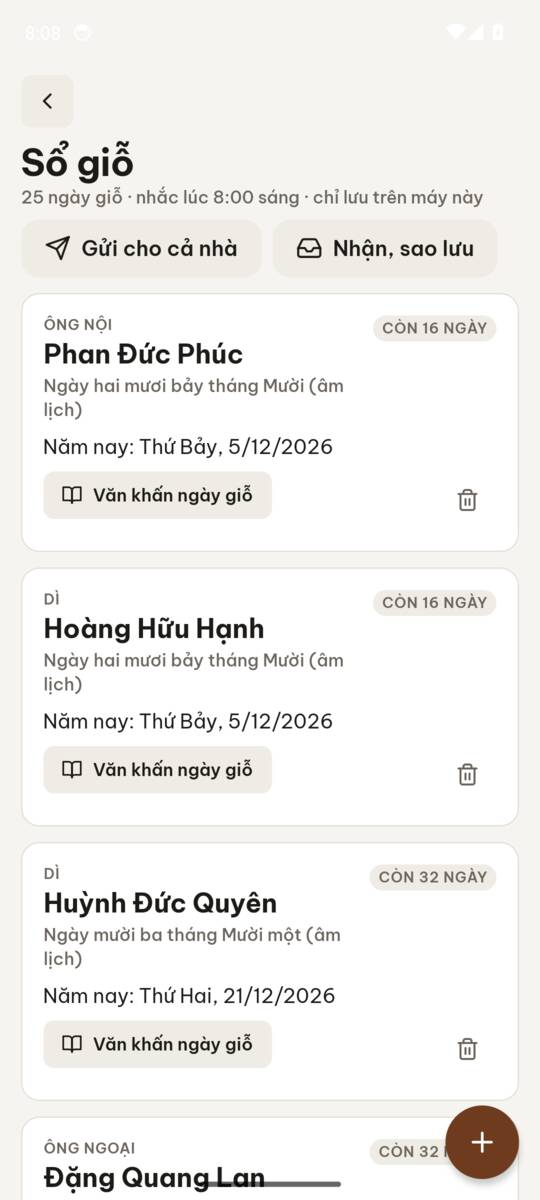 8:08
Sổ giỗ
25 ngày giỗ · nhắc lúc 8:00 sáng · chỉ lưu trên máy này
Gửi cho cả nhà
Nhận, sao lưu
ÔNG NỘI
CÒN 16 NGÀY
Phan Đức Phúc
Ngày hai mươi bảy tháng Mười (âm
lịch)
Năm nay: Thứ Bảy, 5/12/2026
Văn khấn ngày giỗ
DÌ
CÒN 16 NGÀY
Hoàng Hữu Hạnh
Ngày hai mươi bảy tháng Mười (âm
lịch)
Năm nay: Thứ Bảy, 5/12/2026
Văn khấn ngày giỗ
DÌ
CÒN 32 NGÀY
Huỳnh Đức Quyên
Ngày mười ba tháng Mười một (âm
lịch)
Năm nay: Thứ Hai, 21/12/2026
Văn khấn ngày giỗ
ÔNG NGOẠI
CÒN 32
Đặng Quang Lan